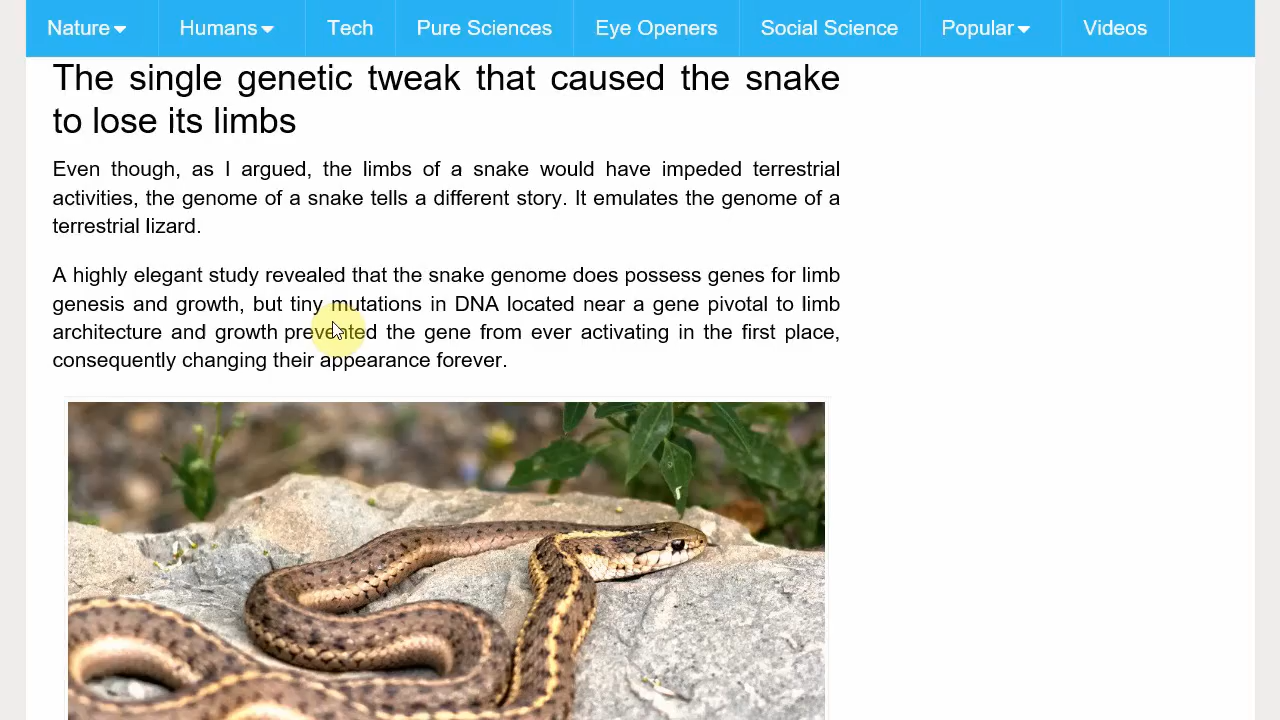 Nature Humans Tech Pure Sciences Eye Openers Social Science Popular Videos
The single genetic tweak that caused the snake
to lose its limbs
Even though, as I argued, the limbs of a snake would have impeded terrestrial
activities, the genome of a snake tells a different story. It emulates the genome of a
terrestrial lizard.
A highly elegant study revealed that the snake genome does possess genes for limb
genesis and growth, but tiny mutations in DNA located near a gene pivotal to limb
architecture and growth prevented the gene from ever activating in the first place,
consequently changing their appearance forever.